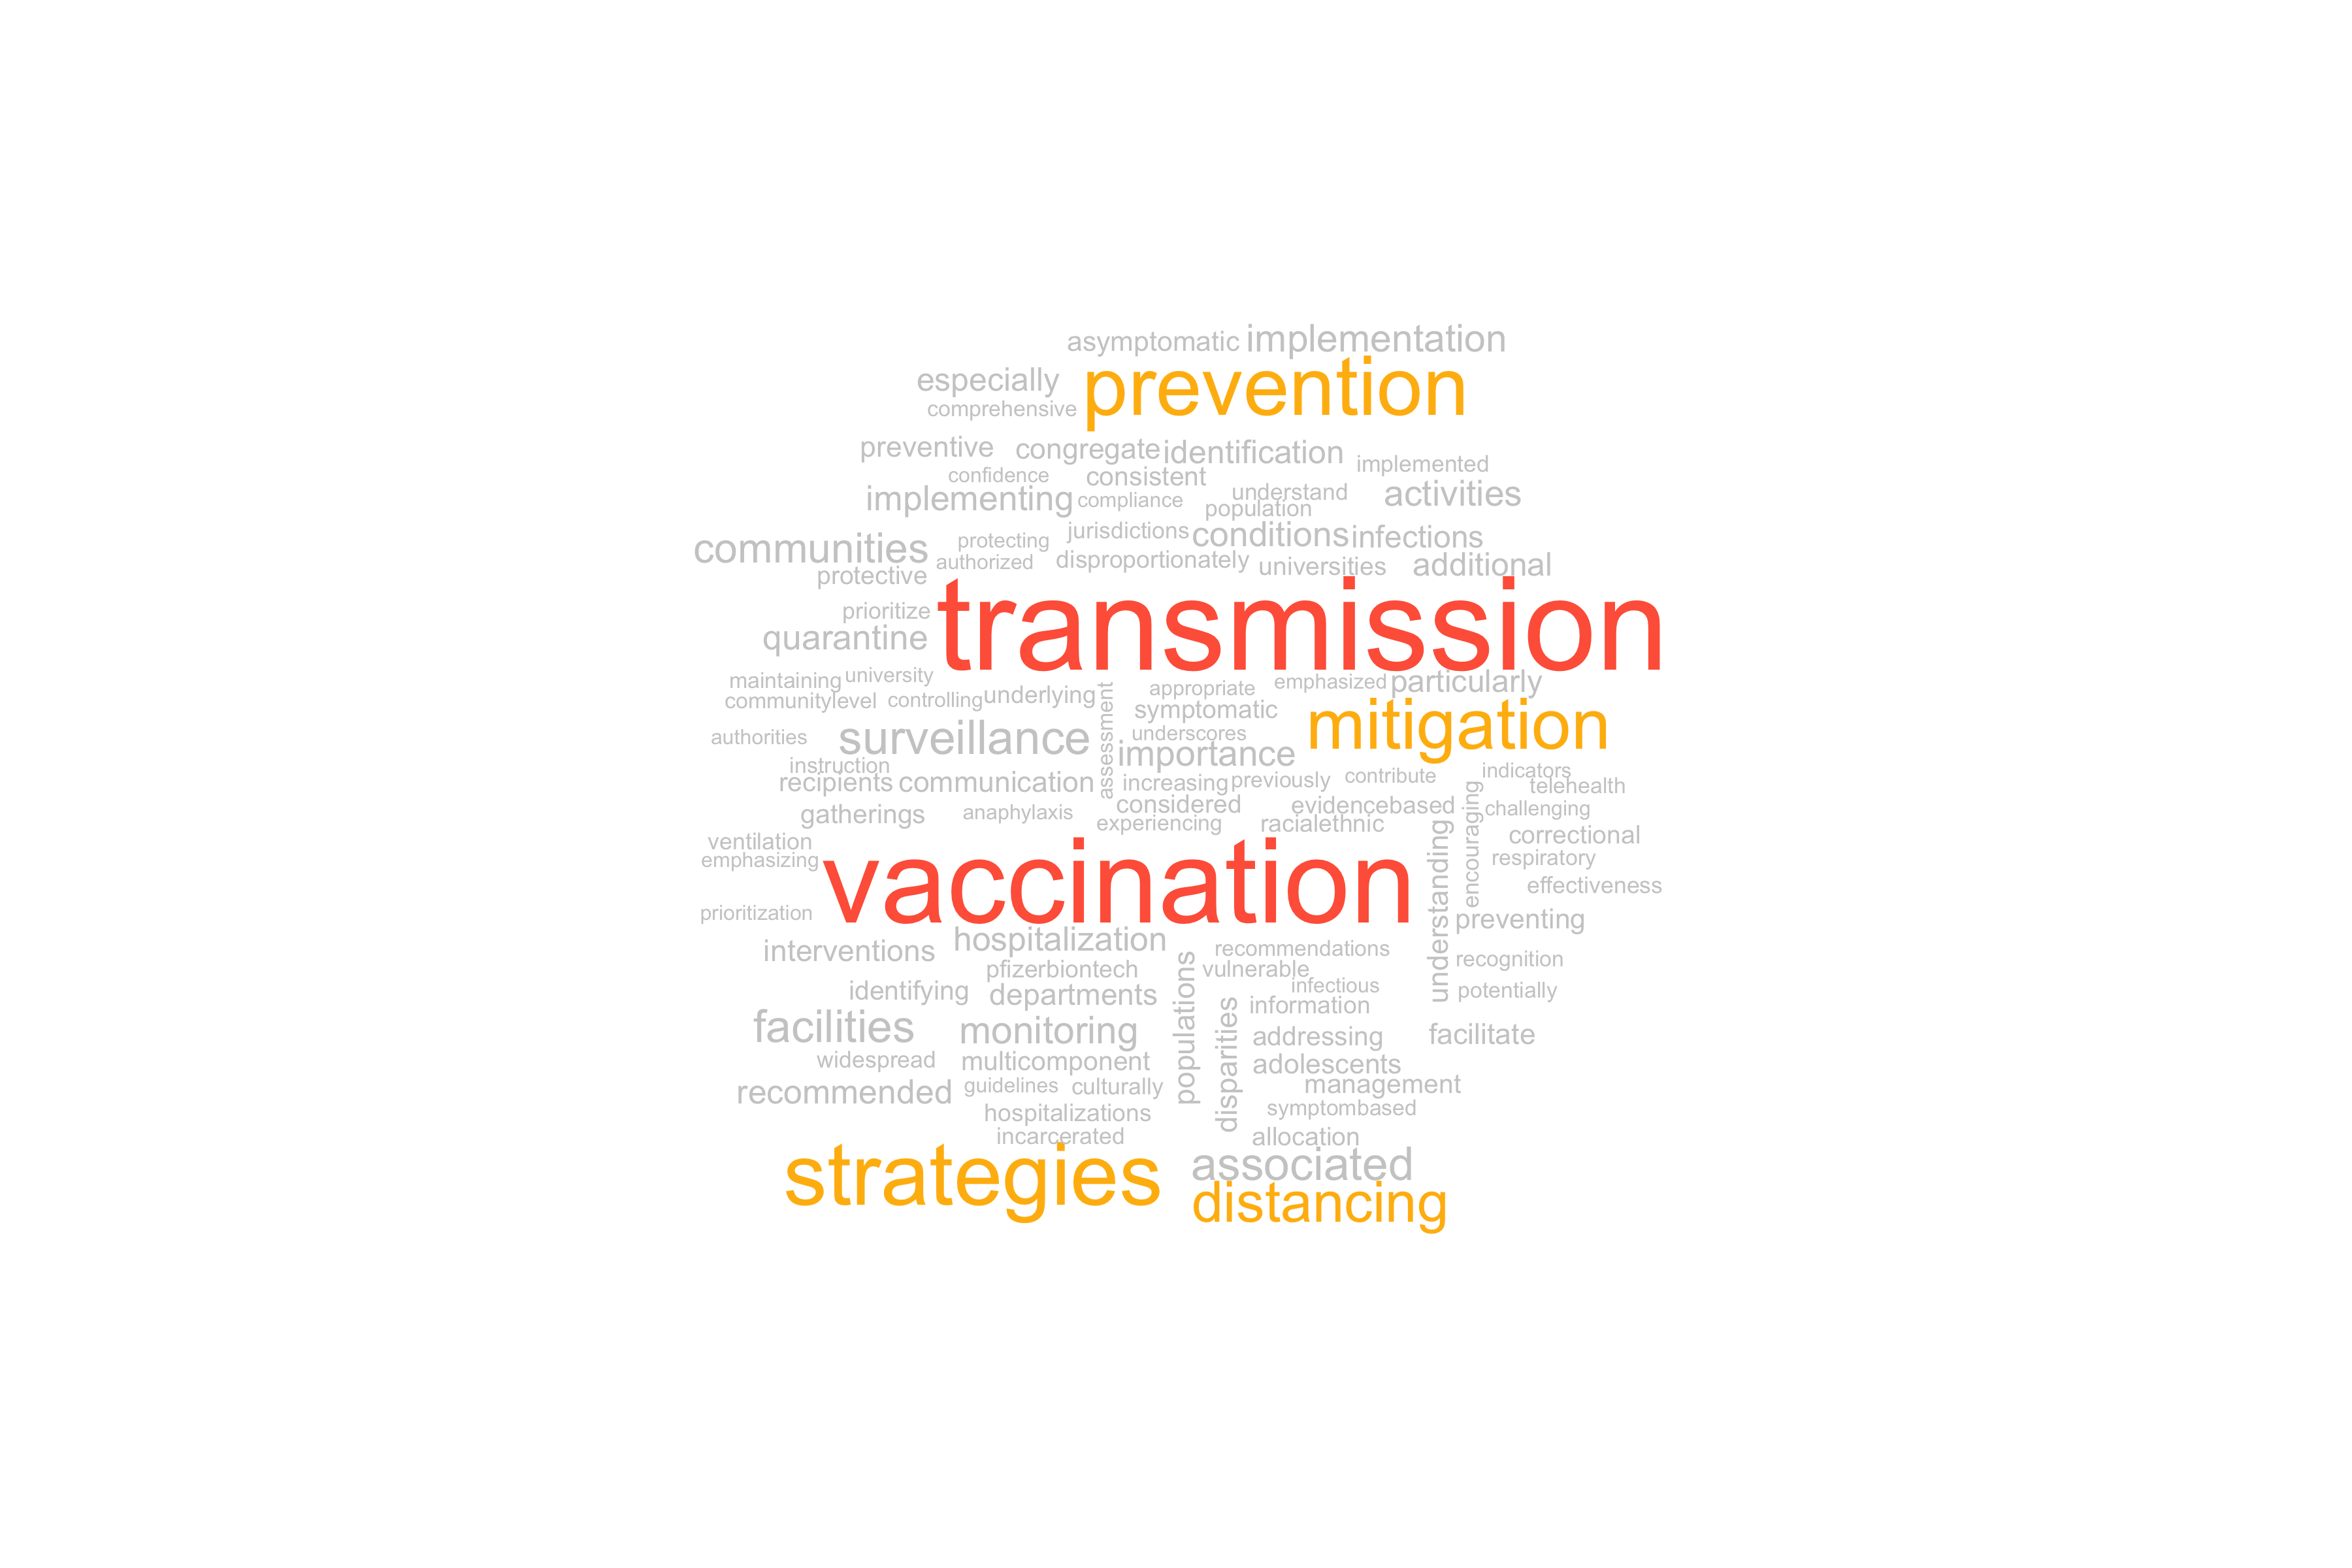 asymptomatic implementation
especially prevention
comprehensive
preventive congregate identification implemented
confidence consistent
implementing compliance understand activities
population
communities protecting jurisdictions conditions infections
protective authorized disproportionately universities additional
prioritize transmission
quarantine
maintaining university appropriate emphasized particularly
communitylevel controlling underlying assessment symptomatic mitigation
authorities surveillance underscores
instruction importance
recipients communication increasing previously contribute indicators
telehealth
gatherings anaphylaxis considered evidencebased encouraging challenging
experiencing racialethnic
ventilation vaccination understanding correctional
emphasizing respiratory
effectiveness
prioritization preventing
interventions hospitalization recommendations recognition
pfizerbiontech populations vulnerable
identifying departments infectious potentially
information
facilities monitoring disparities addressing facilitate
widespread multicomponent adolescents
recommended guidelines culturally management
hospitalizations symptombased
incarcerated allocation
strategies associated
distancing